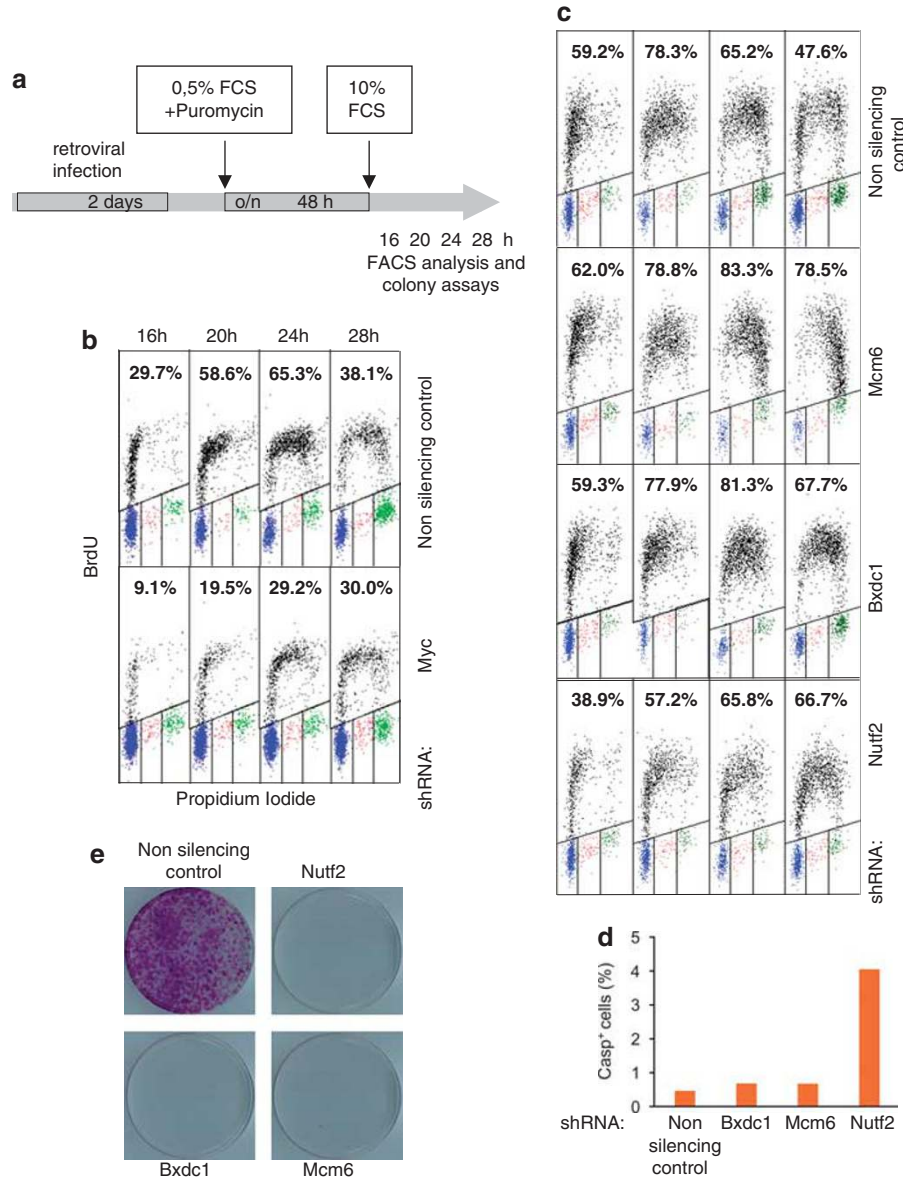 a
0,5% FCS
+Puromycin
10%
FCS
retroviral
infection
2 days
o/n 48 h
16 20 24 28 h
FACS analysis and
colony assays
b
16h 20h 24h 28h
29.7% 58.6% 65.3% 38.1%
Non silencing control
9.1% 19.5% 29.2% 30.0%
Myc
BrdU
Propidium Iodide
shRNA:
c
59.2% 78.3% 65.2% 47.6%
Non silencing
control
62.0% 78.8% 83.3% 78.5%
Mcm6
59.3% 77.9% 81.3% 67.7%
Bxdc1
38.9% 57.2% 65.8% 66.7%
Nutf2
shRNA:
d
Casp+ cells (%)
5
4
3
2
1
0
shRNA: Non
silencing
control
Bxdc1
Mcm6
Nutf2
e
Non silencing
control
Nutf2
Bxdc1
Mcm6